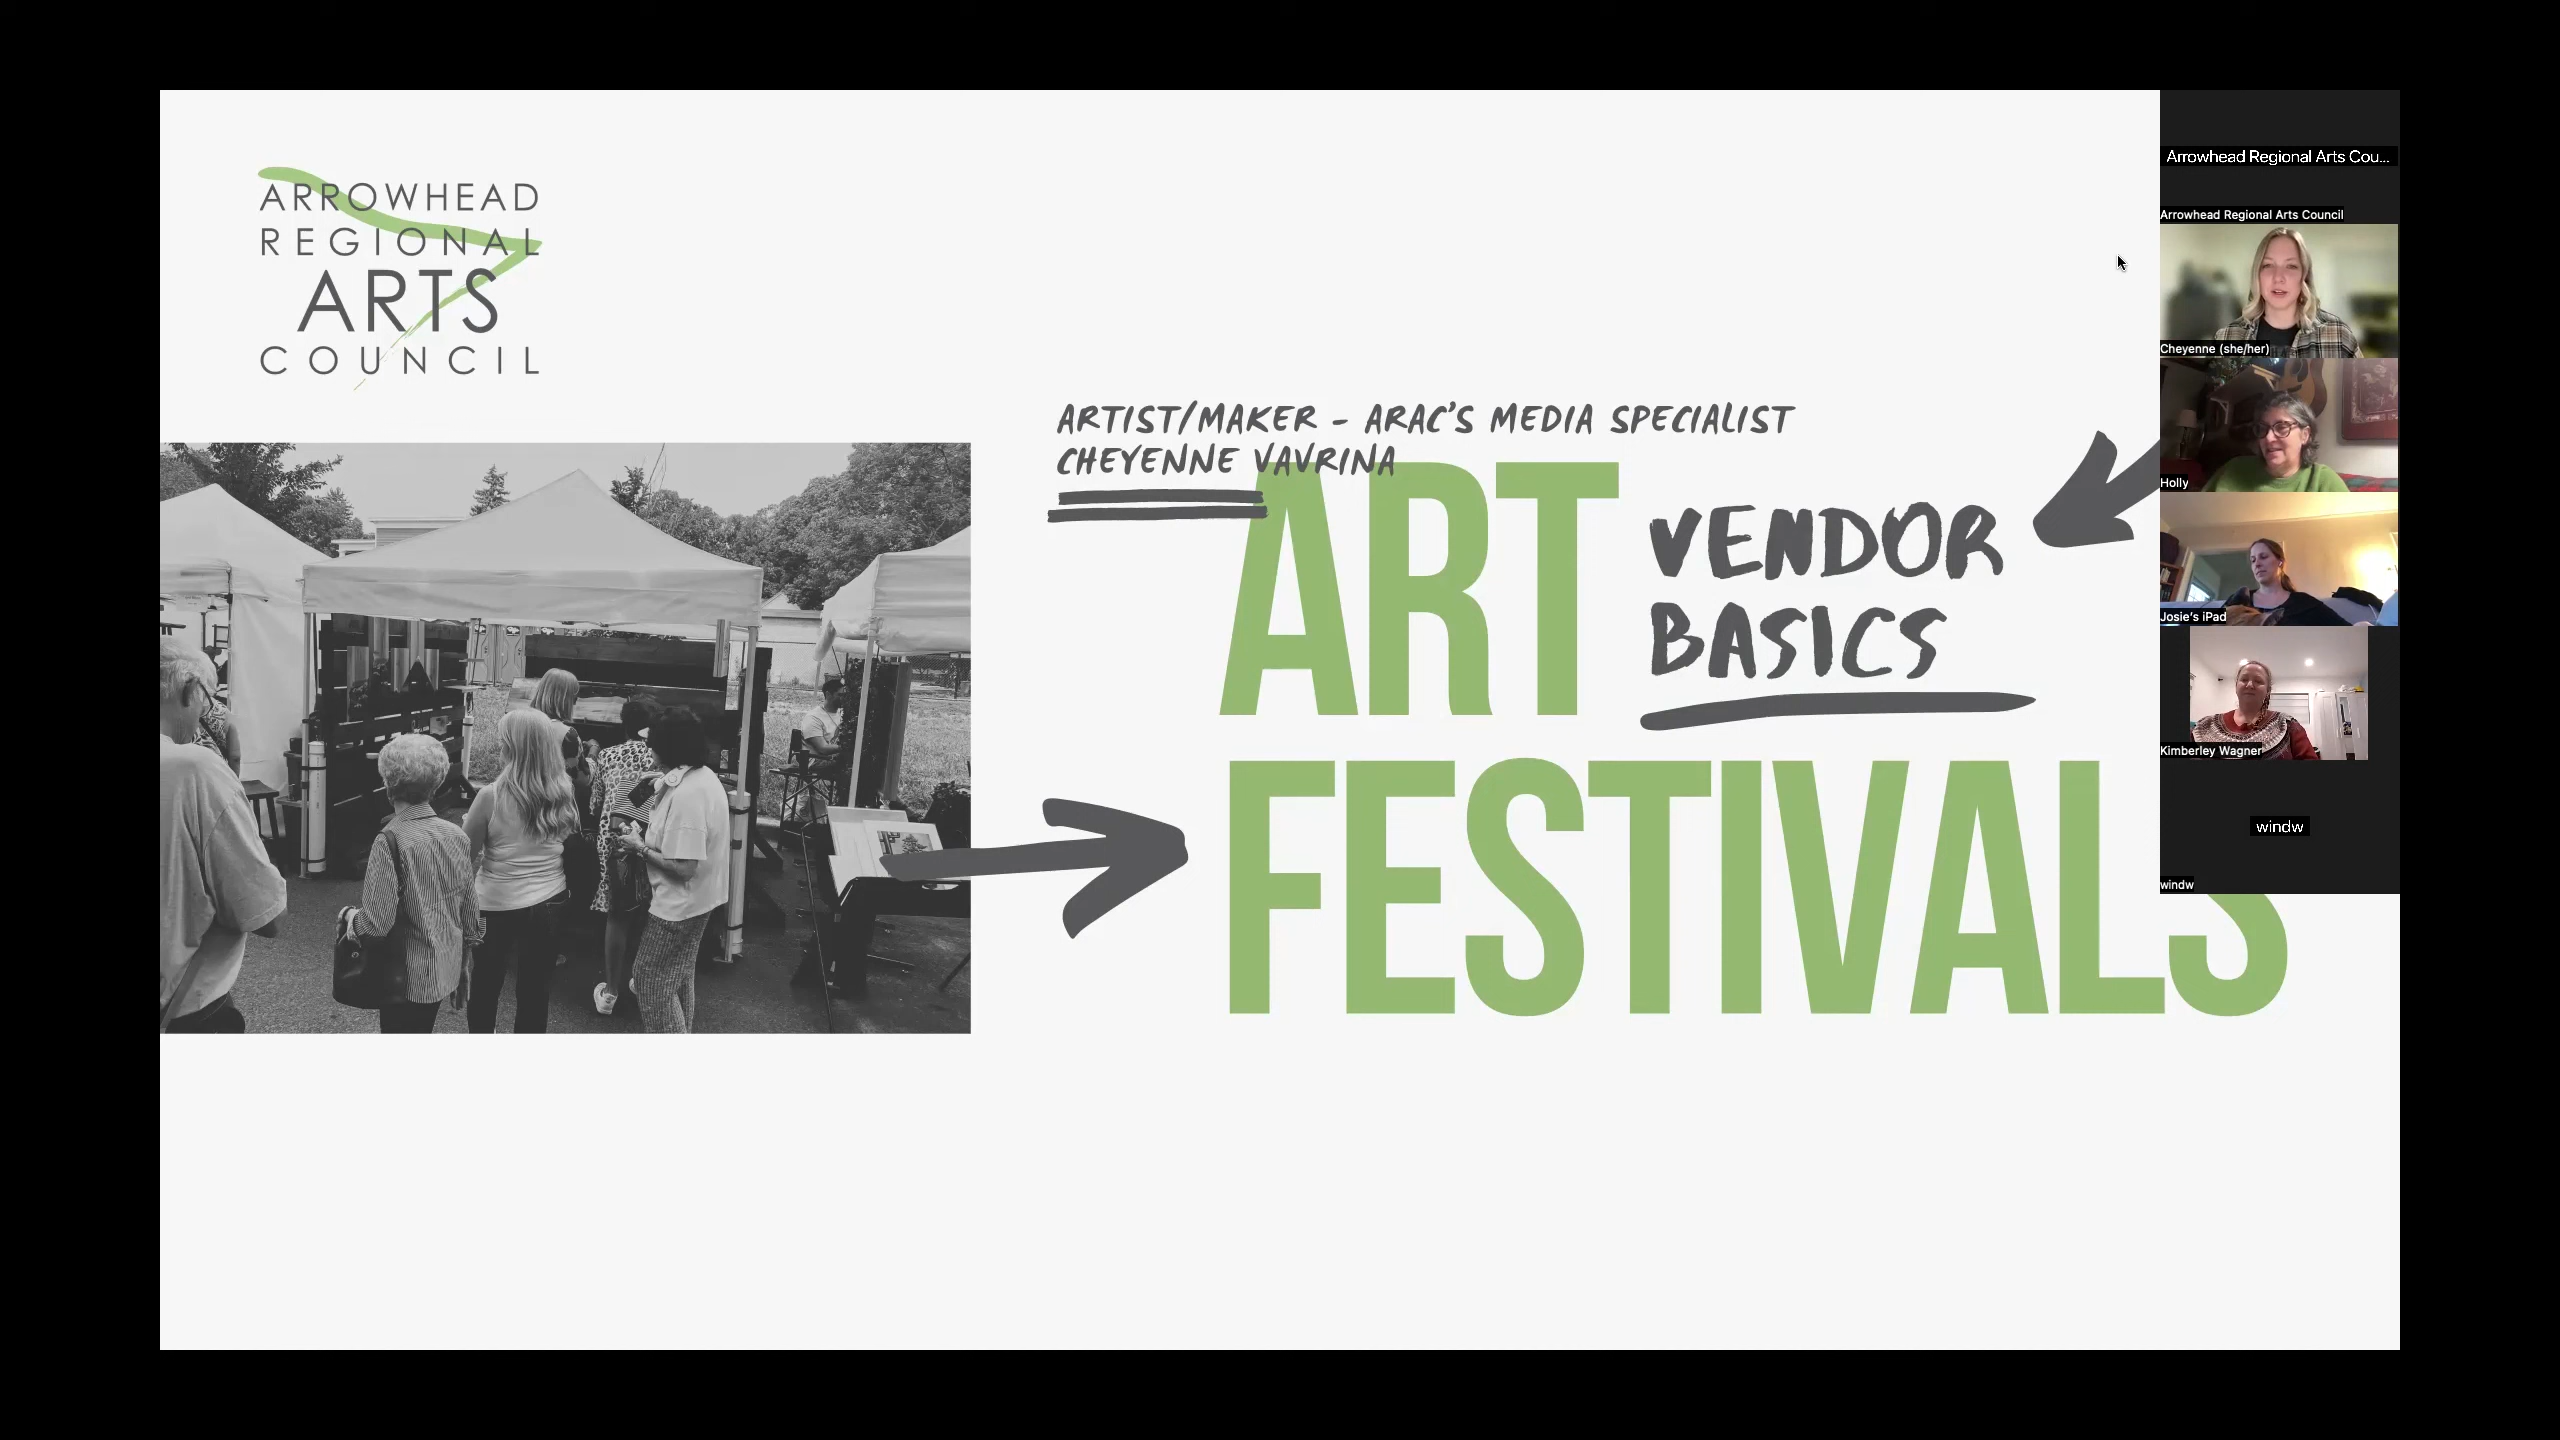 ARROWHEAD
REGIONAL
ARTS
COUNCIL
ARTIST/MAKER - ARAC'S MEDIA SPECIALIST
CHEYENNE VAVRINA
ART
VENDOR
BASICS
FESTIVALS
Arrowhead Regional Arts Cou...
Arrowhead Regional Arts Council
Cheyenne (she/her)
Holly
Josie's iPad
Kimberley Wagner
windw
windw